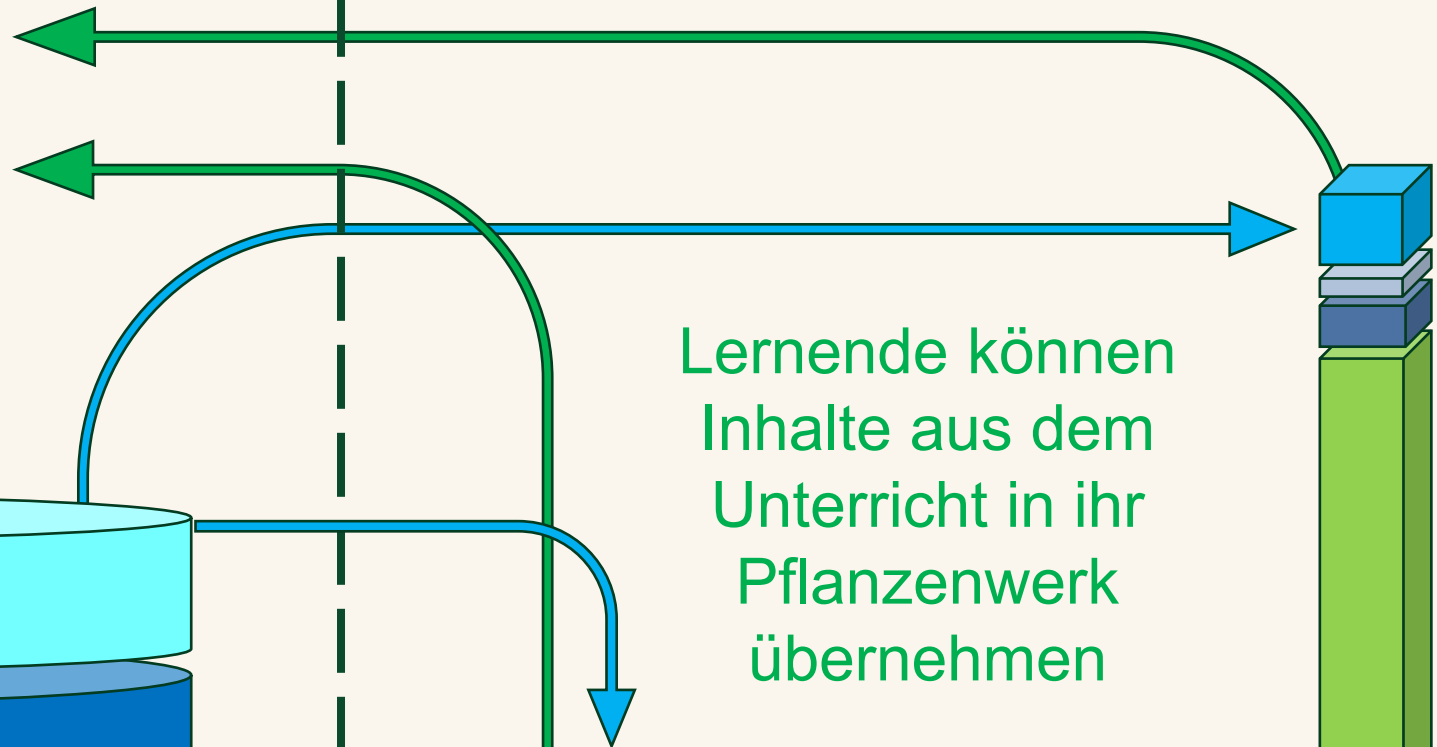 Lernende können
Inhalte aus dem
Unterricht in ihr
Pflanzenwerk
übernehmen